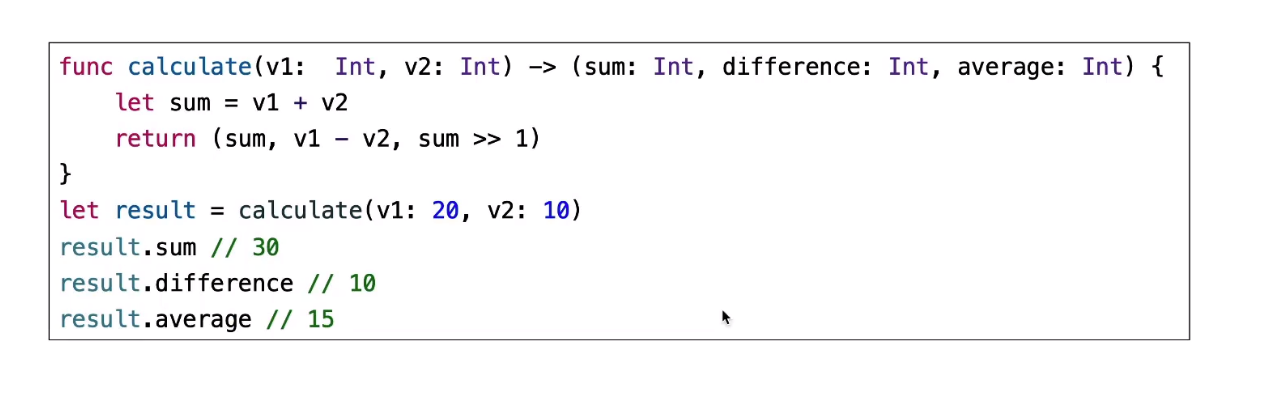 func calculate(v1:  Int, v2: Int) -> (sum: Int, difference: Int, average: Int) {
    let sum = v1 + v2
    return (sum, v1 - v2, sum >> 1)
}
let result = calculate(v1: 20, v2: 10)
result.sum // 30
result.difference // 10
result.average // 15